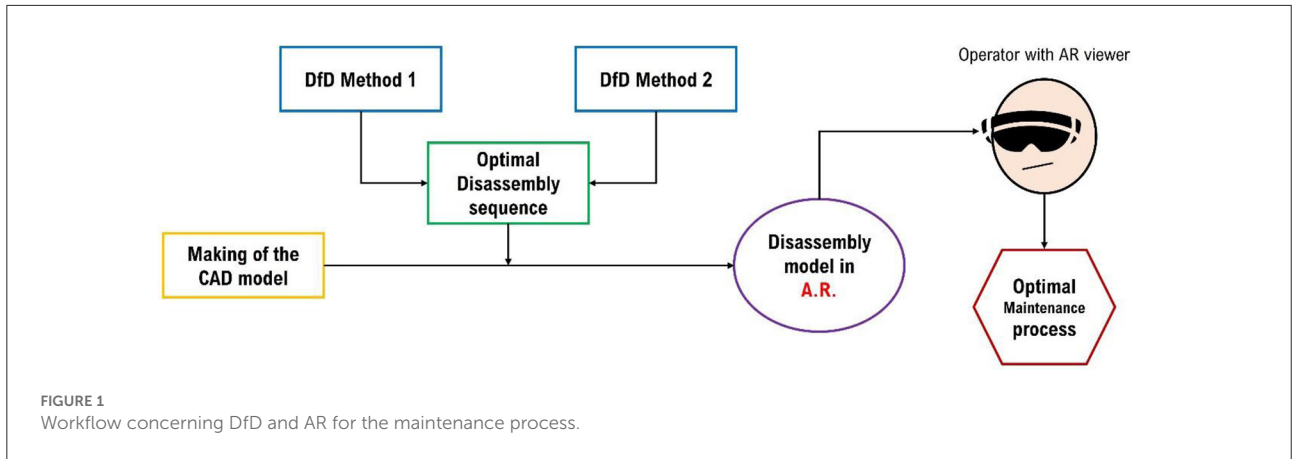 DfD Method 1
DfD Method 2
Operator with AR viewer
Optimal
Disassembly
sequence
Making of the
CAD model
Disassembly
model in
A.R.
Optimal
Maintenance
process
FIGURE 1
Workflow concerning DfD and AR for the maintenance process.